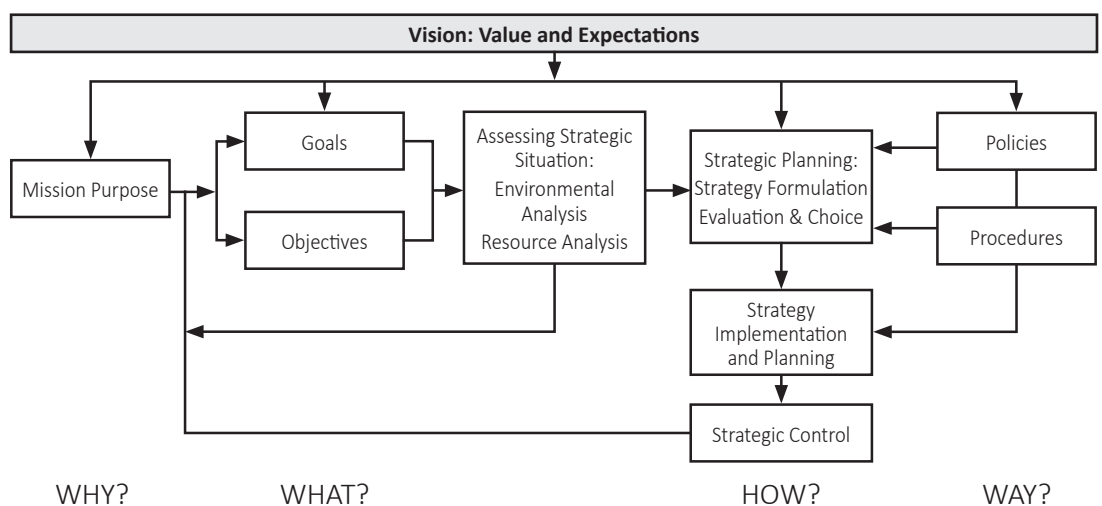 Vision: Value and Expectations
Mission Purpose
Goals
Objectives
Assessing Strategic
Situation:
Environmental
Analysis
Resource Analysis
Strategic Planning:
Strategy Formulation
Evaluation & Choice
Policies
Procedures
Strategy
Implementation
and Planning
Strategic Control
WHY?
WHAT?
HOW?
WAY?